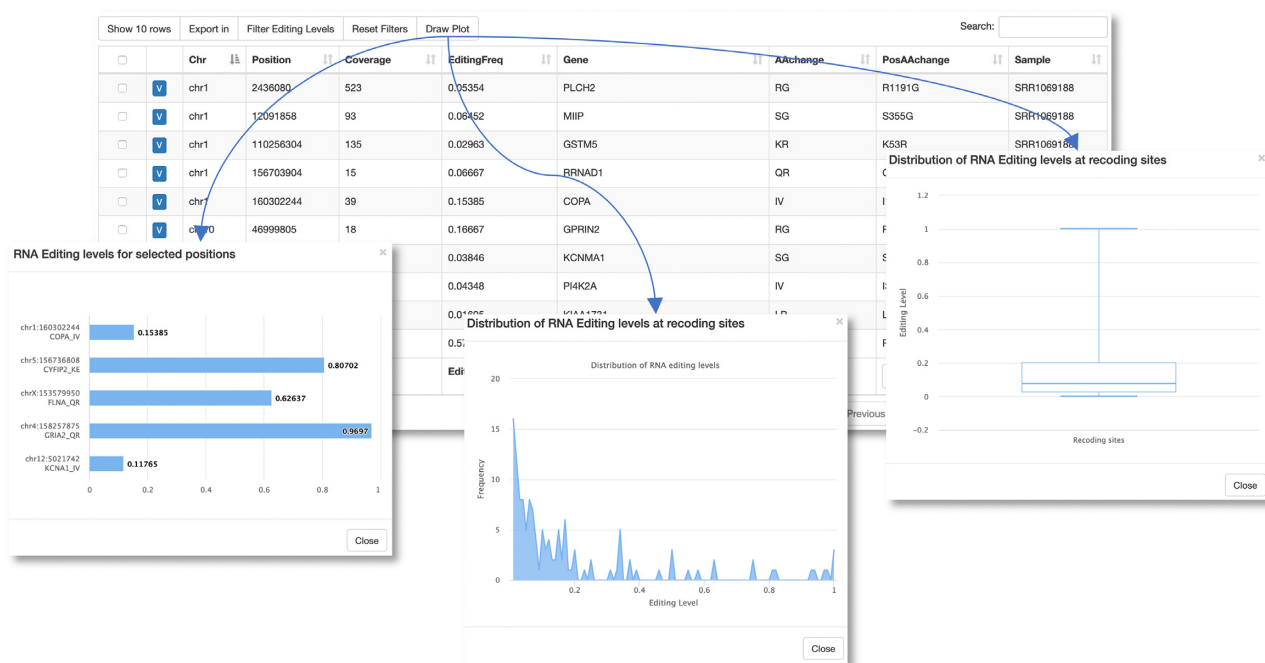 Show 10 rows Export in Filter Editing Levels Reset Filters Draw Plot Search:
Chr Position Coverage EditingFreq Gene AAchange PosAAchange Sample
V chr1 2436080 523 0.05354 PLCH2 RG R1191G SRR1069188
V chr1 12091858 93 0.06452 MIIP SG S355G SRR1069188
V chr1 110256304 135 0.02963 GSTM5 KR K53R SRR1069188
V chr1 156703904 15 0.06667 RRNAD1 QR
V chr1 160302244 39 0.15385 COPA IV
V 46999805 18 0.16667 GPRIN2 RG
0.03846 KCNMA1 SG
0.04348 PI4K2A IV
Previous
RNA Editing levels for selected positions ×
chr1:160302244
COPA_IV
0.15385
chr5:156736808
CYFIP2_KE
0.80702
chrX:153579950
FLNA_QR
0.62637
chr4:158257875
GRIA2_QR
0.9697
chr12:5021742
KCNA1_IV
0.11765
0 0.2 0.4 0.6 0.8 1
Close
Distribution of RNA Editing levels at recoding sites ×
Distribution of RNA editing levels
20
15
10
5
0
Frequency
0.2 0.4 0.6 0.8 1
Editing Level
Close
Distribution of RNA Editing levels at recoding sites ×
1.2
1
0.8
0.6
0.4
0.2
0
−0.2
Editing Level
Recoding sites
Close